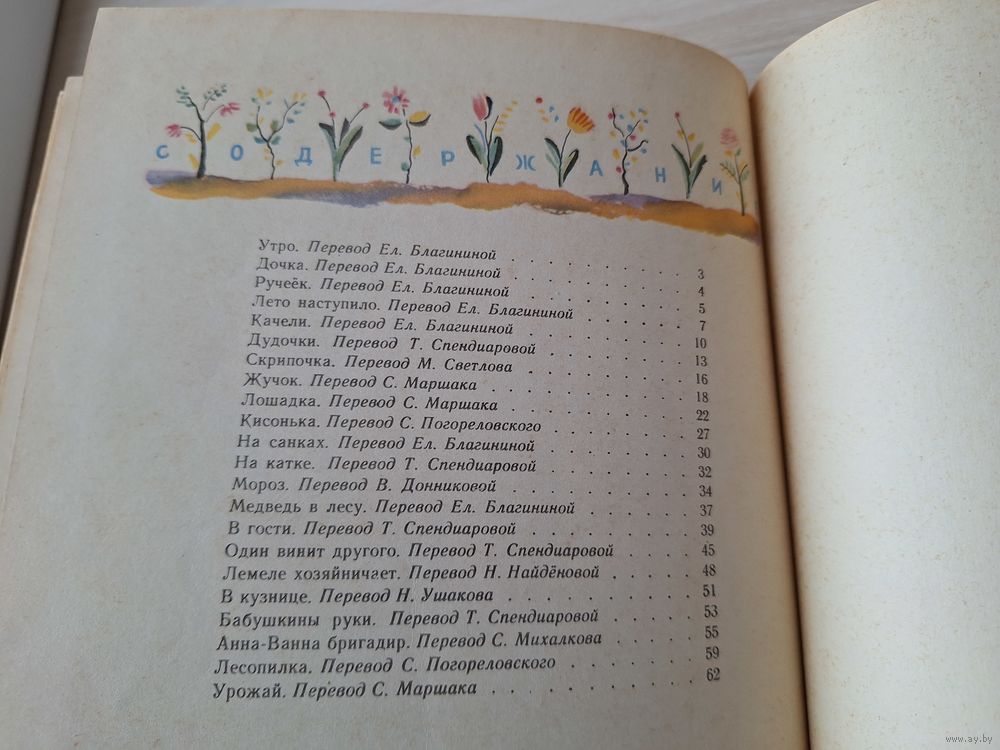 СОДЕРЖАНИ
Утро. Перевод Ел. Благининой . . . . . . . . 3
Дочка. Перевод Ел. Благининой . . . . . . . . 4
Ручеёк. Перевод Ел. Благининой . . . . . . . . 5
Лето наступило. Перевод Ел. Благининой . . . . . . 7
Качели. Перевод Ел. Благининой . . . . . . . . 10
Дудочки. Перевод Т. Спендиаровой . . . . . . . 13
Скрипочка. Перевод М. Светлова . . . . . . . . 16
Жучок. Перевод С. Маршака . . . . . . . . . 18
Лошадка. Перевод С. Маршака . . . . . . . . 22
Кисонька. Перевод С. Погореловского . . . . . . . 27
На санках. Перевод Ел. Благининой . . . . . . . 30
На катке. Перевод Т. Спендиаровой . . . . . . . 32
Мороз. Перевод В. Донниковой . . . . . . . . 34
Медведь в лесу. Перевод Ел. Благининой . . . . . . 37
В гости. Перевод Т. Спендиаровой . . . . . . . . 39
Один винит другого. Перевод Т. Спендиаровой . . . . 45
Лемеле хозяйничает. Перевод Н. Найдёновой . . . . . 48
В кузнице. Перевод Н. Ушакова . . . . . . . . 51
Бабушкины руки. Перевод Т. Спендиаровой . . . . . 53
Анна-Ванна бригадир. Перевод С. Михалкова . . . . . 55
Лесопилка. Перевод С. Погореловского . . . . . . 59
Урожай. Перевод С. Маршака . . . . . . . . . 62
www.ay.by